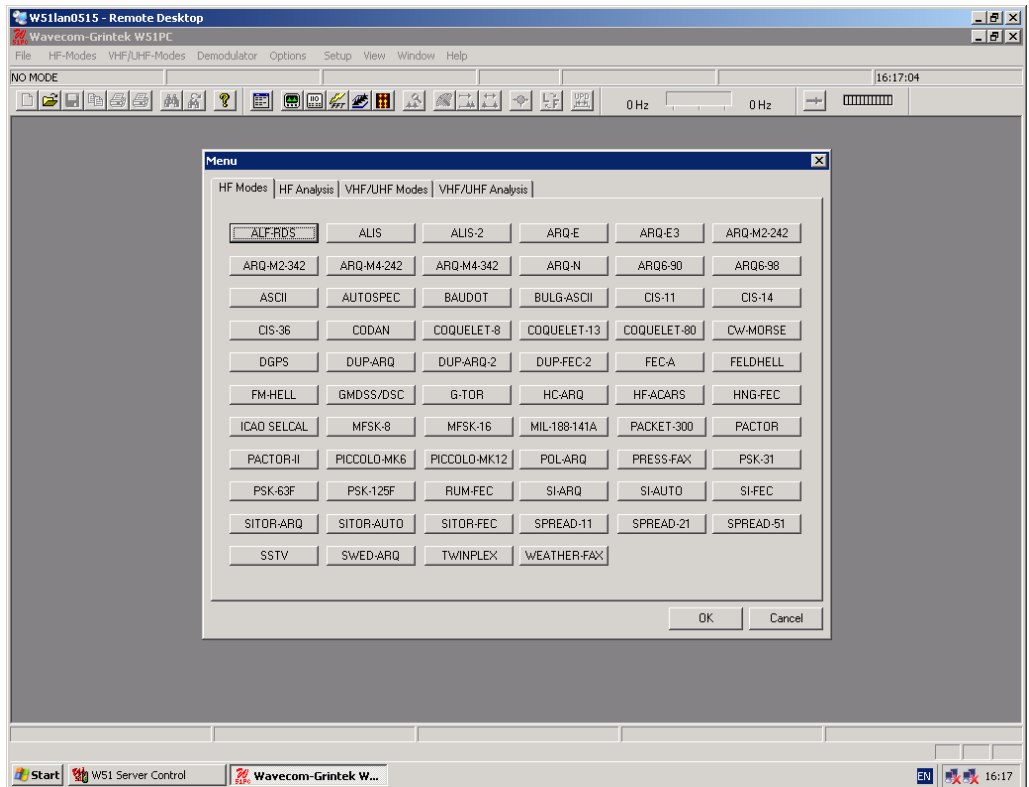 W51lan0515 - Remote Desktop
Wavecom-Grintek W51PC
File HF-Modes VHF/UHF-Modes Demodulator Options Setup View Window Help
NO MODE 16:17:04
0 Hz 0 Hz
Menu
HF Modes HF Analysis VHF/UHF Modes VHF/UHF Analysis
ALF-RDS ALIS ALIS-2 ARQ-E ARQ-E3 ARQ-M2-242
ARQ-M2-342 ARQ-M4-242 ARQ-M4-342 ARQ-N ARQ6-90 ARQ6-98
ASCII AUTOSPEC BAUDOT BULG-ASCII CIS-11 CIS-14
CIS-36 CODAN COQUELET-8 COQUELET-13 COQUELET-80 CW-MORSE
DGPS DUP-ARQ DUP-ARQ-2 DUP-FEC-2 FEC-A FELDHELL
FM-HELL GMDSS/DSC G-TOR HC-ARQ HF-ACARS HNG-FEC
ICAO SELCAL MFSK-8 MFSK-16 MIL-188-141A PACKET-300 PACTOR
PACTOR-II PICCOLO-MK6 PICCOLO-MK12 POL-ARQ PRESS-FAX PSK-31
PSK-63F PSK-125F RUM-FEC SI-ARQ SI-AUTO SI-FEC
SITOR-ARQ SITOR-AUTO SITOR-FEC SPREAD-11 SPREAD-21 SPREAD-51
SSTV SWED-ARQ TWINPLEX WEATHER-FAX
OK Cancel
Start W51 Server Control Wavecom-Grintek W... EN 16:17